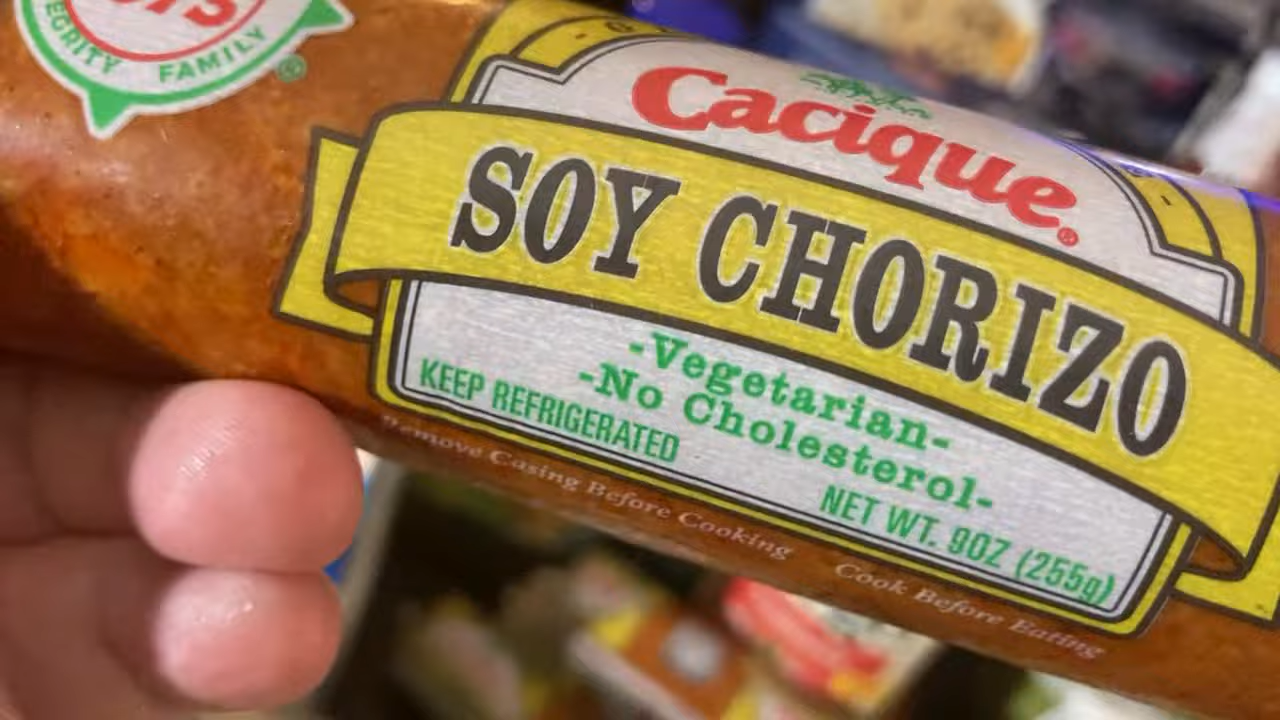 FAMILY
Cacique®
SOY CHORIZO
-Vegetarian-
-No Cholesterol-
KEEP REFRIGERATED
NET WT. 9OZ (255g)
Remove Casing Before Cooking Cook Before Eating